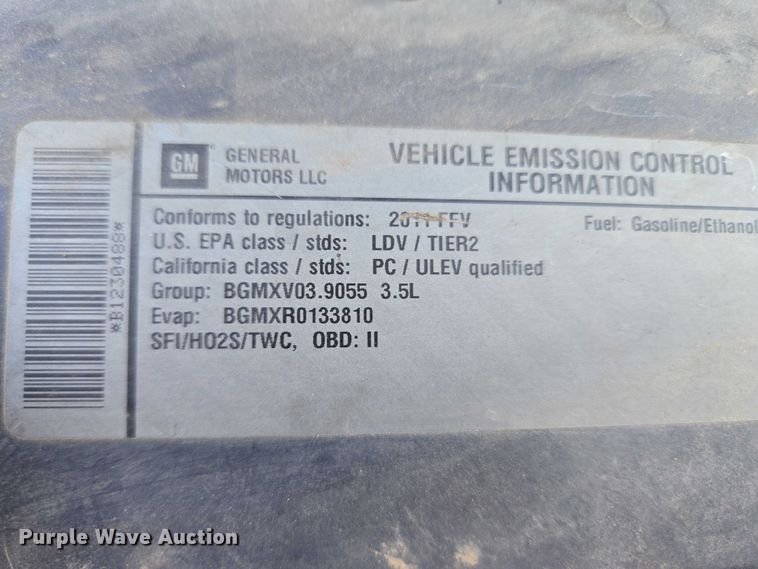 GM
GENERAL
MOTORS LLC
VEHICLE EMISSION CONTROL
INFORMATION
Conforms to regulations: 2011 FFV
Fuel: Gasoline/Ethanol
U.S. EPA class / stds: LDV / TIER2
California class / stds: PC / ULEV qualified
Group: BGMXV03.9055 3.5L
Evap: BGMXR0133810
SFI/HO2S/TWC, OBD: II
*B1230488*
Purple Wave Auction